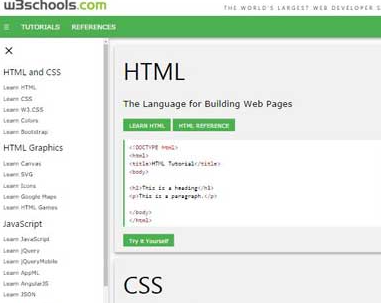 w3schools.com
THE WORLD'S LARGEST WEB DEVELOPER S
TUTORIALS REFERENCES
HTML and CSS
Learn HTML
Learn CSS
Learn W3.CSS
Learn Colors
Learn Bootstrap
HTML Graphics
Learn Canvas
Learn SVG
Learn Icons
Learn Google Maps
Learn HTML Games
JavaScript
Learn JavaScript
Learn jQuery
Learn jQueryMobile
Learn AppML
Learn AngularJS
Learn JSON
HTML
The Language for Building Web Pages
LEARN HTML HTML REFERENCE
<!DOCTYPE html>
<html>
<title>HTML Tutorial</title>
<body>
<h1>This is a heading</h1>
<p>This is a paragraph.</p>
</body>
</html>
Try It Yourself
CSS